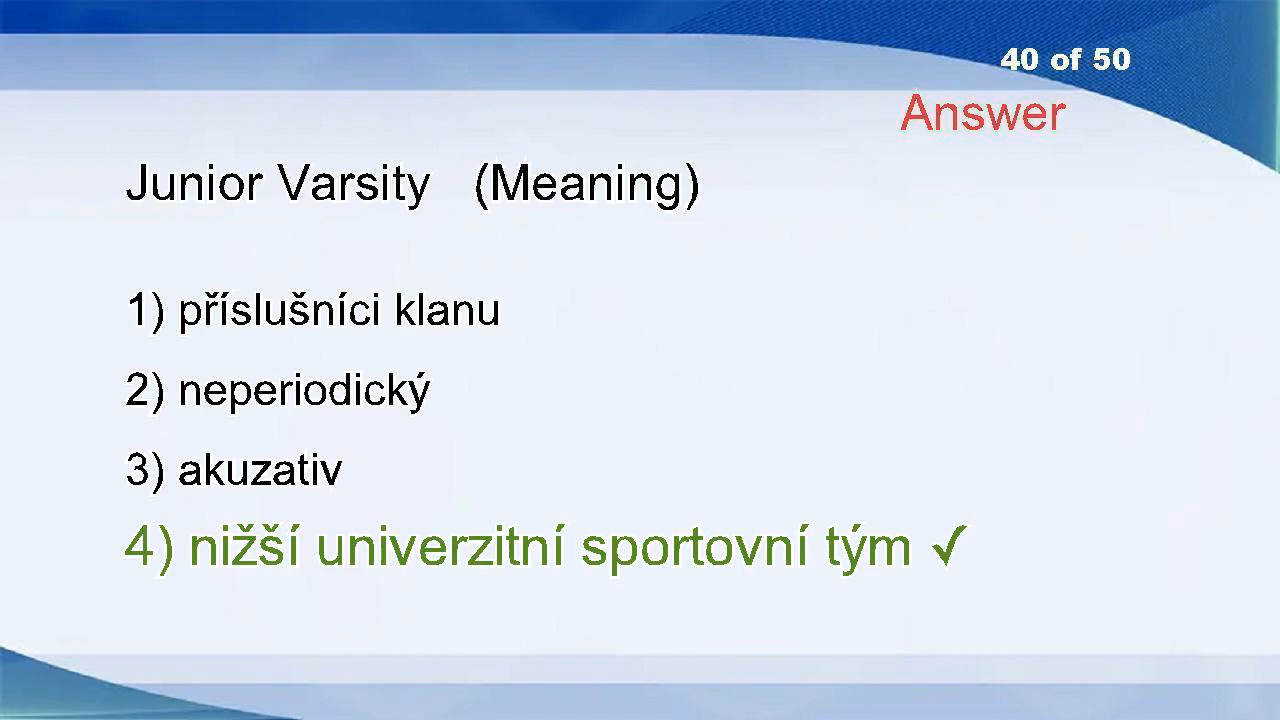 40 of 50
Answer
Junior Varsity (Meaning)
1) příslušníci klanu
2) neperiodický
3) akuzativ
4) nižší univerzitní sportovní tým ✓